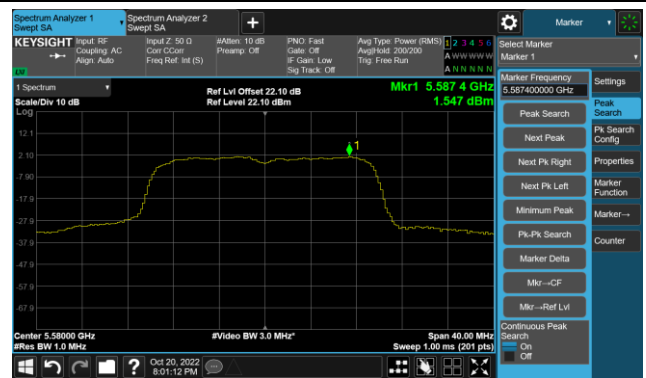 Spectrum Analyzer 1
Swept SA
Spectrum Analyzer 2
Swept SA
+
Marker
KEYSIGHT
Input: RF
Coupling: AC
Align: Auto
Input Z: 50 Ω
Corr CCorr
Freq Ref: Int (S)
#Atten: 10 dB
Preamp: Off
PNO: Fast
Gate: Off
IF Gain: Low
Sig Track: Off
Avg Type: Power (RMS)
Avg|Hold: 200/200
Trig: Free Run
1 2 3 4 5 6
A W W W W W
A N N N N N
LXI
Select Marker
Marker 1
1 Spectrum
Scale/Div 10 dB
Log
Ref Lvl Offset 22.10 dB
Ref Level 22.10 dBm
Mkr1 5.587 4 GHz
1.547 dBm
12.1
2.10
-7.90
-17.9
-27.9
-37.9
-47.9
-57.9
-67.9
1
Center 5.58000 GHz
#Res BW 1.0 MHz
#Video BW 3.0 MHz*
Span 40.00 MHz
Sweep 1.00 ms (201 pts)
Marker Frequency
5.587400000 GHz
Peak Search
Next Peak
Next Pk Right
Next Pk Left
Minimum Peak
Pk-Pk Search
Marker Delta
Mkr→CF
Mkr→Ref Lvl
Continuous Peak
Search
On
Off
Settings
Peak
Search
Pk Search
Config
Properties
Marker
Function
Marker→
Counter
?
Oct 20, 2022
8:01:12 PM